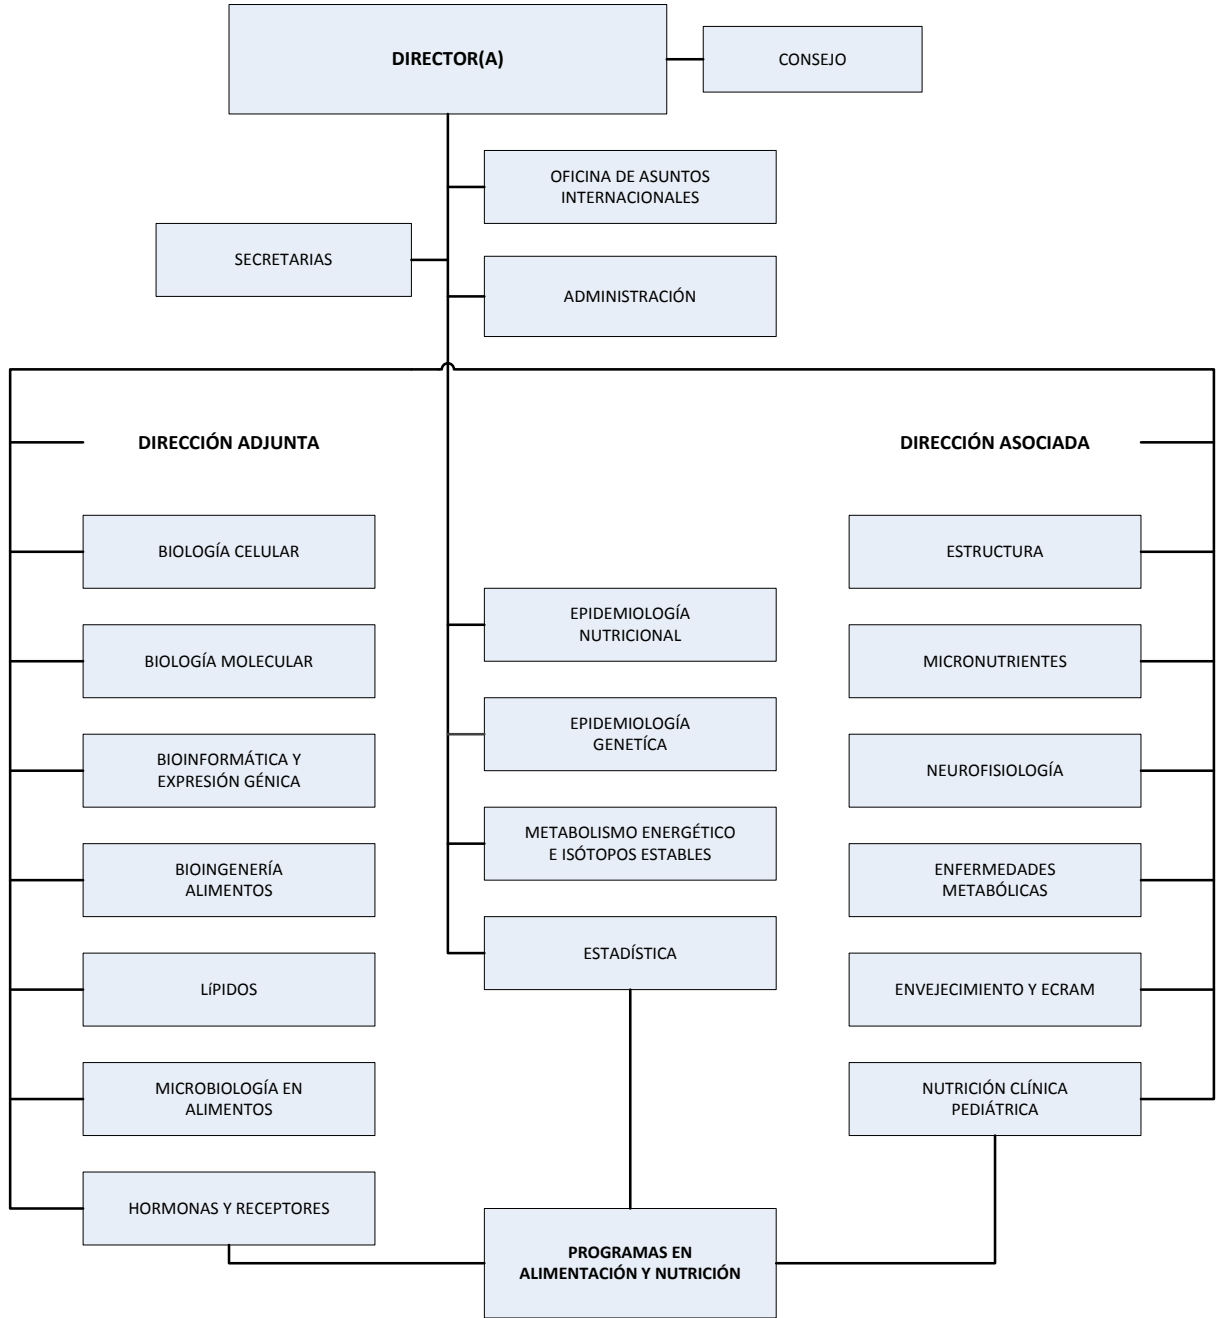 DIRECTOR(A)
CONSEJO
OFICINA DE ASUNTOS
INTERNACIONALES
SECRETARIAS
ADMINISTRACIÓN
DIRECCIÓN ADJUNTA
DIRECCIÓN ASOCIADA
BIOLOGÍA CELULAR
BIOLOGÍA MOLECULAR
BIOINFORMÁTICA Y
EXPRESIÓN GÉNICA
BIOINGENERÍA
ALIMENTOS
LíPIDOS
MICROBIOLOGÍA EN
ALIMENTOS
HORMONAS Y RECEPTORES
EPIDEMIOLOGÍA
NUTRICIONAL
EPIDEMIOLOGÍA
GENETÍCA
METABOLISMO ENERGÉTICO
E ISÓTOPOS ESTABLES
ESTADÍSTICA
ESTRUCTURA
MICRONUTRIENTES
NEUROFISIOLOGÍA
ENFERMEDADES
METABÓLICAS
ENVEJECIMIENTO Y ECRAM
NUTRICIÓN CLÍNICA
PEDIÁTRICA
PROGRAMAS EN
ALIMENTACIÓN Y NUTRICIÓN